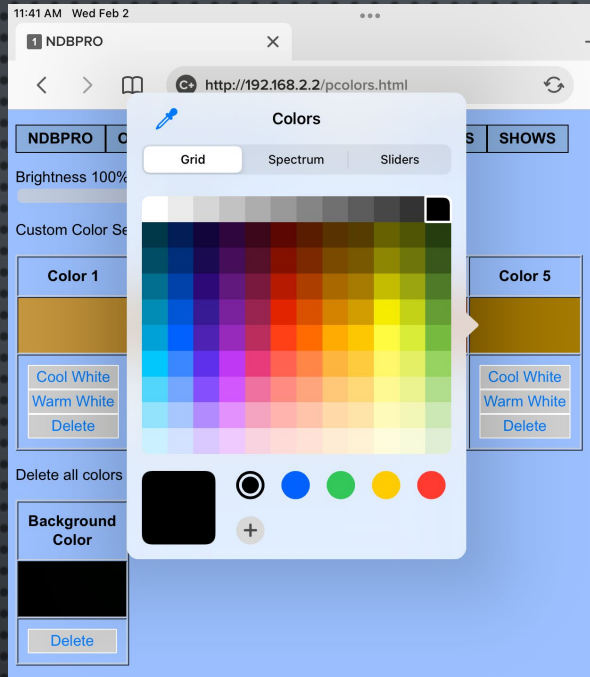 11:41 AM Wed Feb 2
1 NDBPRO
C+ http://192.168.2.2/pcolors.html
NDBPRO
SHOWS
Brightness 100%
Custom Color Se
Colors
Grid Spectrum Sliders
Color 1
Color 5
Cool White
Warm White
Delete
Cool White
Warm White
Delete
Delete all colors
Background
Color
Delete